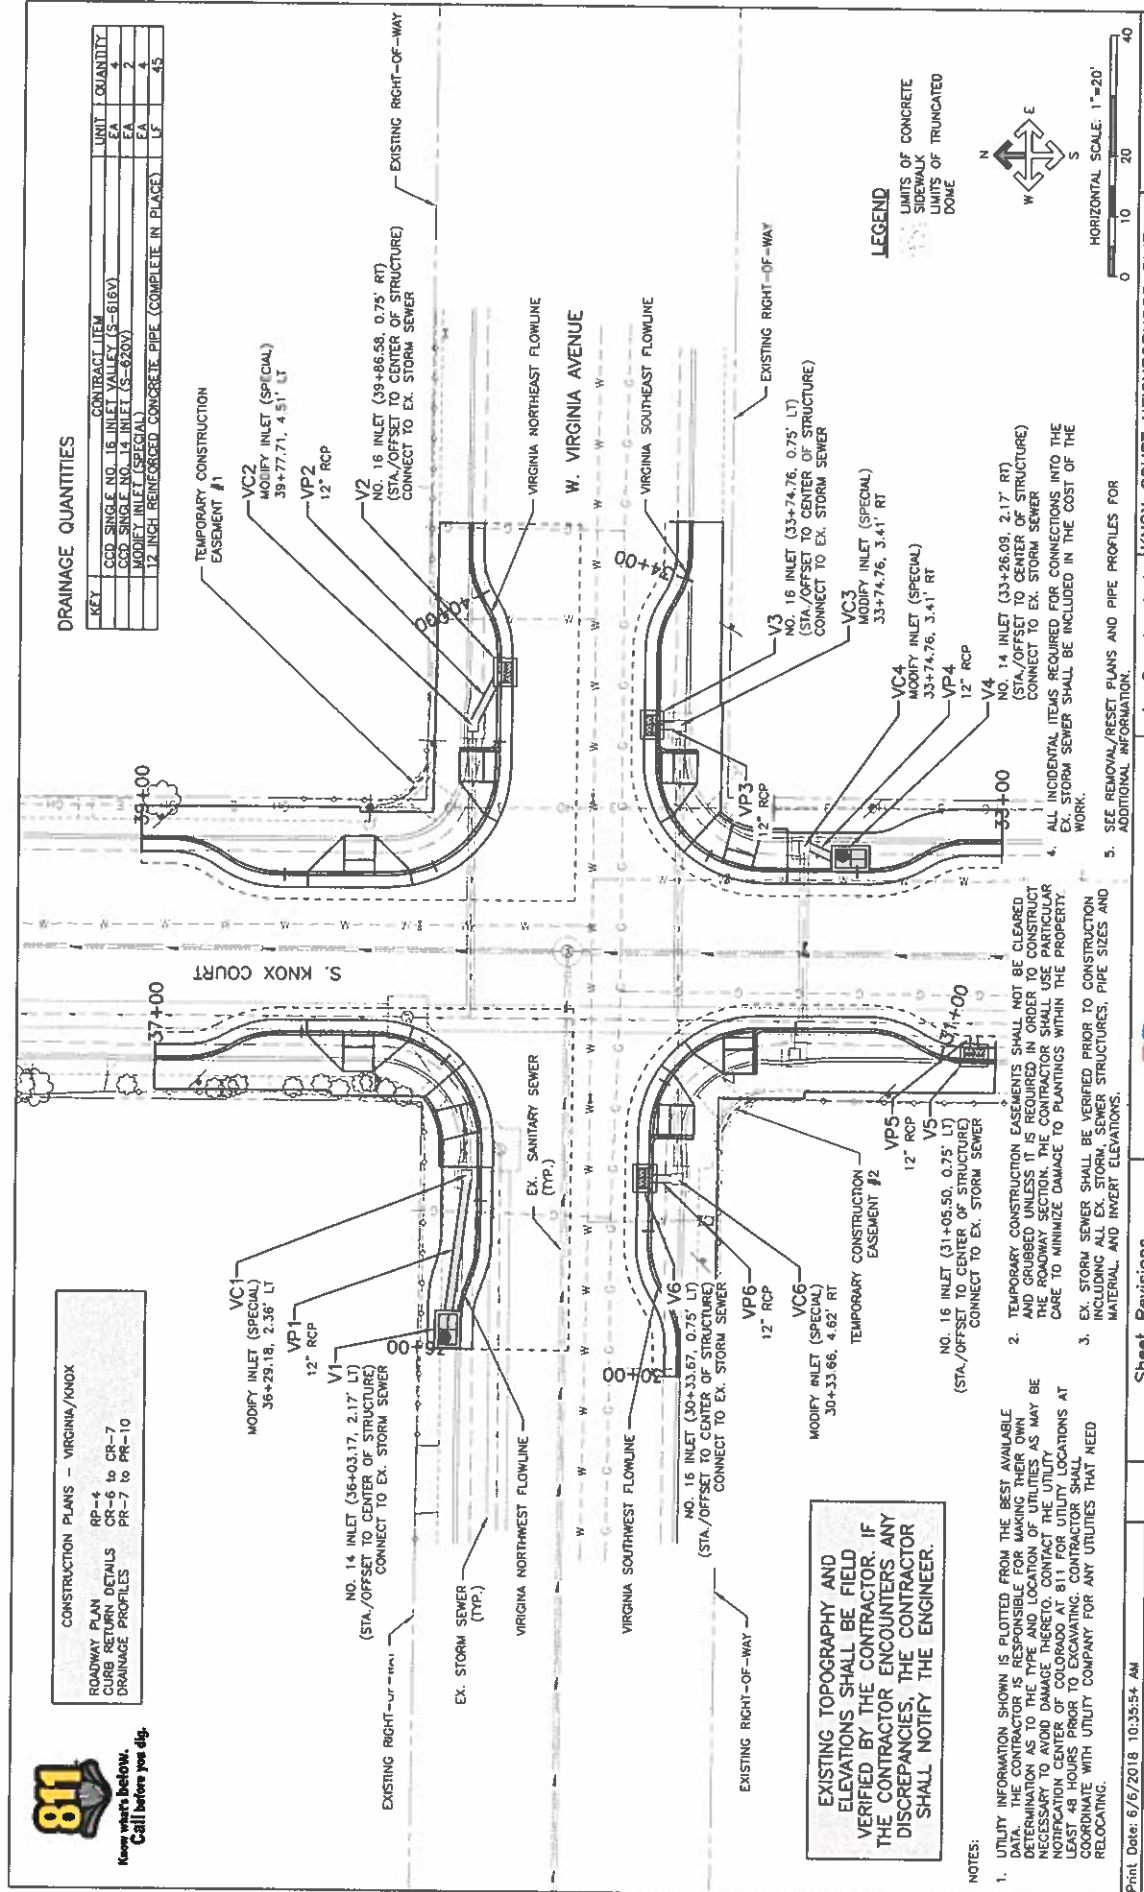 811
Know what's below.
Call before you dig.
CONSTRUCTION PLANS – VIRGINIA/KNOX
ROADWAY PLAN RP-4
CURB RETURN DETAILS CR-6 to CR-7
DRAINAGE PROFILES PR-7 to PR-10
DRAINAGE QUANTITIES
KEY CONTRACT ITEM UNIT QUANTITY
CCD SINGLE NO. 16 INLET VALLEY (S-616V) EA 4
CCD SINGLE NO. 14 INLET (S-620V) EA 2
MODIFY INLET (SPECIAL) EA 4
12 INCH REINFORCED CONCRETE PIPE (COMPLETE IN PLACE) LF 45
TEMPORARY CONSTRUCTION
EASEMENT #1
VC2
MODIFY INLET (SPECIAL)
39+77.71, 4.51' LT
VP2
12" RCP
V2
NO. 16 INLET (39+86.58, 0.75' RT)
(STA./OFFSET TO CENTER OF STRUCTURE)
CONNECT TO EX. STORM SEWER
EXISTING RIGHT-OF-WAY
VIRGINIA NORTHEAST FLOWLINE
W. VIRGINIA AVENUE
VIRGINIA SOUTHEAST FLOWLINE
EXISTING RIGHT-OF-WAY
39+00
40+00
34+00
33+00
37+00
S. KNOX COURT
VC1
MODIFY INLET (SPECIAL)
36+29.18, 2.36' LT
VP1
12" RCP
V1
NO. 14 INLET (36+03.17, 2.17' LT)
(STA./OFFSET TO CENTER OF STRUCTURE)
CONNECT TO EX. STORM SEWER
EXISTING RIGHT-OF-WAY
EX. STORM SEWER
(TYP.)
VIRIGINA NORTHWEST FLOWLINE
EX. SANITARY SEWER
(TYP.)
VIRGINIA SOUTHWEST FLOWLINE
30+00
31+00
EXISTING RIGHT-OF-WAY
V6
NO. 16 INLET (30+33.67, 0.75' LT)
(STA./OFFSET TO CENTER OF STRUCTURE)
CONNECT TO EX. STORM SEWER
VP6
12" RCP
VC6
MODIFY INLET (SPECIAL)
30+33.66, 4.62' RT
TEMPORARY CONSTRUCTION
EASEMENT #2
VP5
12" RCP
V5
NO. 16 INLET (31+05.50, 0.75' LT)
(STA./OFFSET TO CENTER OF STRUCTURE)
CONNECT TO EX. STORM SEWER
V3
NO. 16 INLET (33+74.76, 0.75' LT)
(STA./OFFSET TO CENTER OF STRUCTURE)
CONNECT TO EX. STORM SEWER
VC3
MODIFY INLET (SPECIAL)
33+74.76, 3.41' RT
VP3
12" RCP
VC4
MODIFY INLET (SPECIAL)
33+74.76, 3.41' RT
VP4
12" RCP
V4
NO. 14 INLET (33+26.09, 2.17' RT)
(STA./OFFSET TO CENTER OF STRUCTURE)
CONNECT TO EX. STORM SEWER
LEGEND
LIMITS OF CONCRETE
SIDEWALK
LIMITS OF TRUNCATED
DOME
N
W E
S
0 10 20 40
HORIZONTAL SCALE: 1"=20'
EXISTING TOPOGRAPHY AND
ELEVATIONS SHALL BE FIELD
VERIFIED BY THE CONTRACTOR. IF
THE CONTRACTOR ENCOUNTERS ANY
DISCREPANCIES, THE CONTRACTOR
SHALL NOTIFY THE ENGINEER.
NOTES:
1. UTILITY INFORMATION SHOWN IS PLOTTED FROM THE BEST AVAILABLE
DATA. THE CONTRACTOR IS RESPONSIBLE FOR MAKING THEIR OWN
DETERMINATION AS TO THE TYPE AND LOCATION OF UTILITIES AS MAY BE
NECESSARY TO AVOID DAMAGE THERETO. CONTACT THE UTILITY
NOTIFICATION CENTER OF COLORADO AT 811 FOR UTILITY LOCATIONS AT
LEAST 48 HOURS PRIOR TO EXCAVATING. CONTRACTOR SHALL
COORDINATE WITH UTILITY COMPANY FOR ANY UTILITIES THAT NEED
RELOCATING.
2. TEMPORARY CONSTRUCTION EASEMENTS SHALL NOT BE CLEARED
AND GRUBBED UNLESS IT IS REQUIRED IN ORDER TO CONSTRUCT
THE ROADWAY SECTION. THE CONTRACTOR SHALL USE PARTICULAR
CARE TO MINIMIZE DAMAGE TO PLANTINGS WITHIN THE PROPERTY.
3. EX. STORM SEWER SHALL BE VERIFIED PRIOR TO CONSTRUCTION
INCLUDING ALL EX. STORM, SEWER STRUCTURES, PIPE SIZES AND
MATERIAL, AND INVERT ELEVATIONS.
4. ALL INCIDENTAL ITEMS REQUIRED FOR CONNECTIONS INTO THE
EX. STORM SEWER SHALL BE INCLUDED IN THE COST OF THE
WORK.
5. SEE REMOVAL/RESET PLANS AND PIPE PROFILES FOR
ADDITIONAL INFORMATION.
Print Date: 6/6/2018 10:35:54 AM
Sheet Revisions